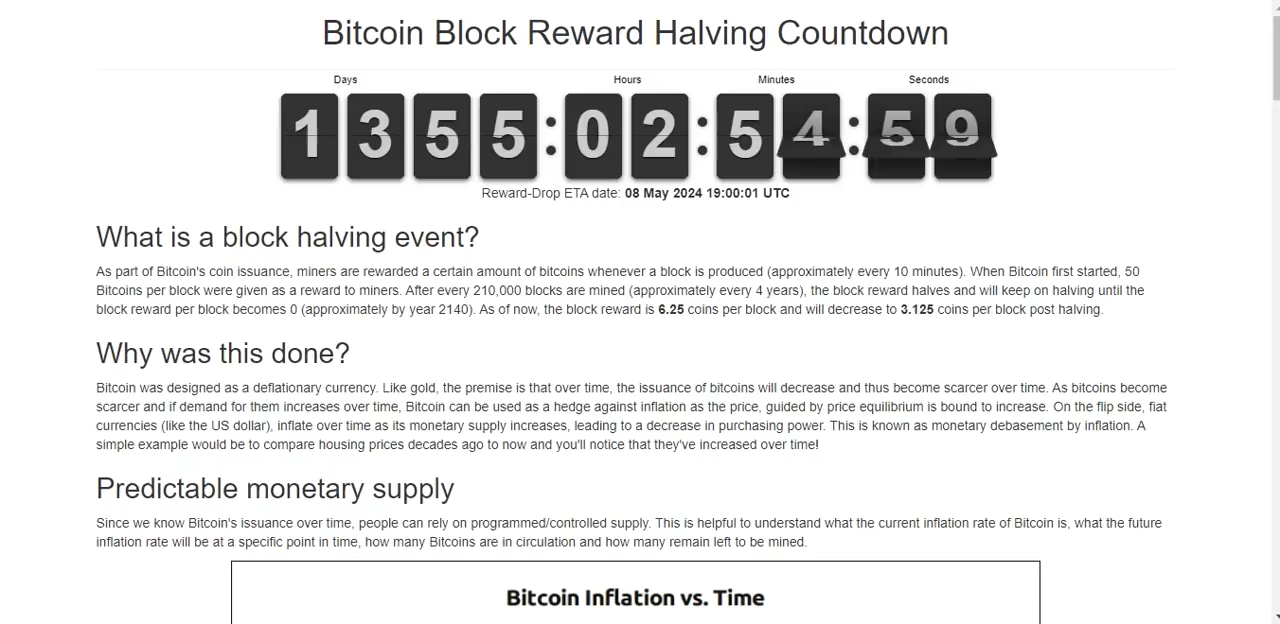 Bitcoin Block Reward Halving Countdown
Days Hours Minutes Seconds
1355:02:54:59
Reward-Drop ETA date: 08 May 2024 19:00:01 UTC
What is a block halving event?
As part of Bitcoin's coin issuance, miners are rewarded a certain amount of bitcoins whenever a block is produced (approximately every 10 minutes). When Bitcoin first started, 50
Bitcoins per block were given as a reward to miners. After every 210,000 blocks are mined (approximately every 4 years), the block reward halves and will keep on halving until the
block reward per block becomes 0 (approximately by year 2140). As of now, the block reward is 6.25 coins per block and will decrease to 3.125 coins per block post halving.
Why was this done?
Bitcoin was designed as a deflationary currency. Like gold, the premise is that over time, the issuance of bitcoins will decrease and thus become scarcer over time. As bitcoins become
scarcer and if demand for them increases over time, Bitcoin can be used as a hedge against inflation as the price, guided by price equilibrium is bound to increase. On the flip side, fiat
currencies (like the US dollar), inflate over time as its monetary supply increases, leading to a decrease in purchasing power. This is known as monetary debasement by inflation. A
simple example would be to compare housing prices decades ago to now and you'll notice that they've increased over time!
Predictable monetary supply
Since we know Bitcoin's issuance over time, people can rely on programmed/controlled supply. This is helpful to understand what the current inflation rate of Bitcoin is, what the future
inflation rate will be at a specific point in time, how many Bitcoins are in circulation and how many remain left to be mined.
Bitcoin Inflation vs. Time